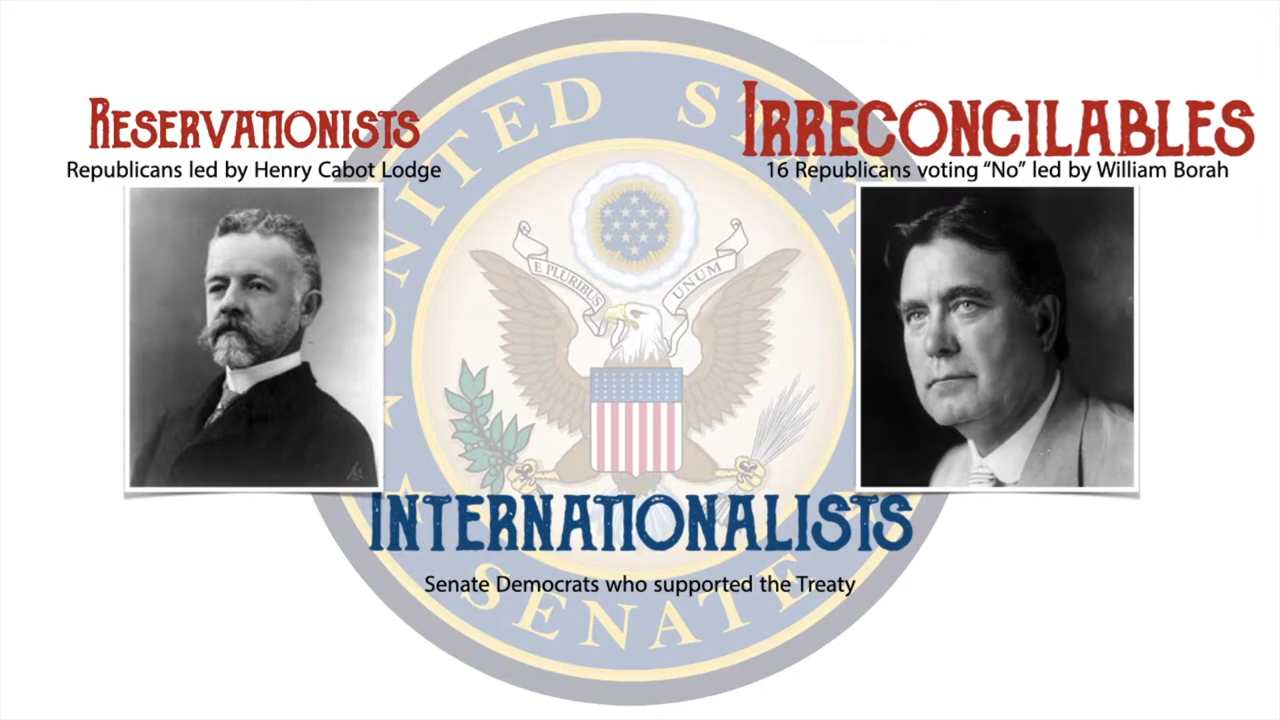 Reservationists
Republicans led by Henry Cabot Lodge
Irreconcilables
16 Republicans voting “No” led by William Borah
UNITED
E PLURIBUS
UNUM
Internationalists
Senate Democrats who supported the Treaty
SENATE